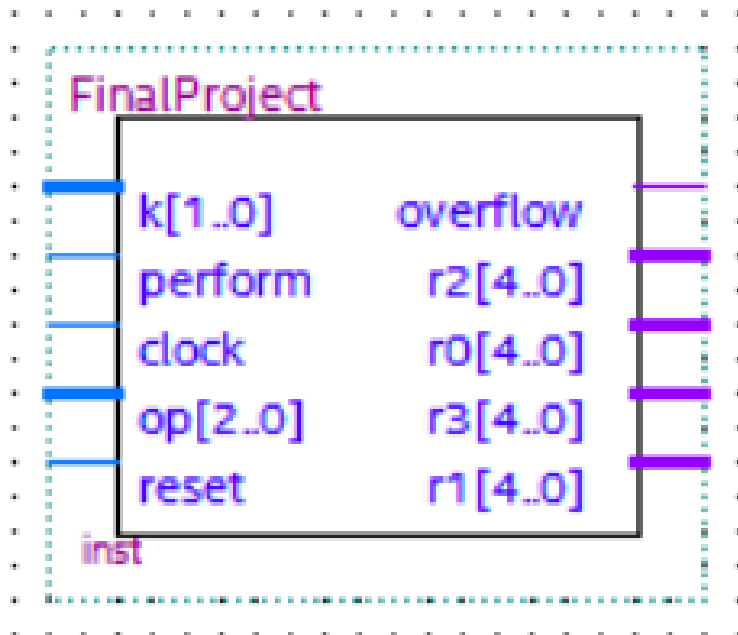 FinalProject
k[1..0] overflow
perform r2[4..0]
clock r0[4..0]
op[2..0] r3[4..0]
reset r1[4..0]
inst